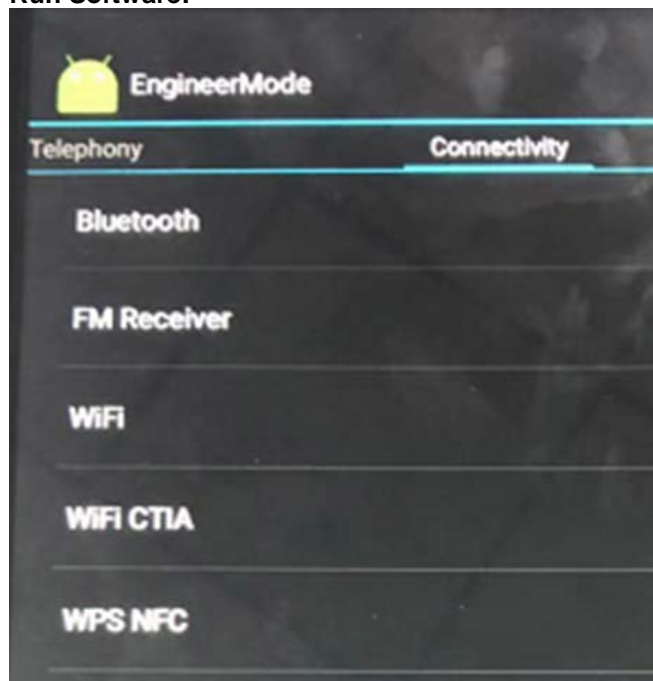 Run Software:
EngineerMode
Telephony Connectivity
Bluetooth
FM Receiver
WiFi
WiFi CTIA
WPS NFC